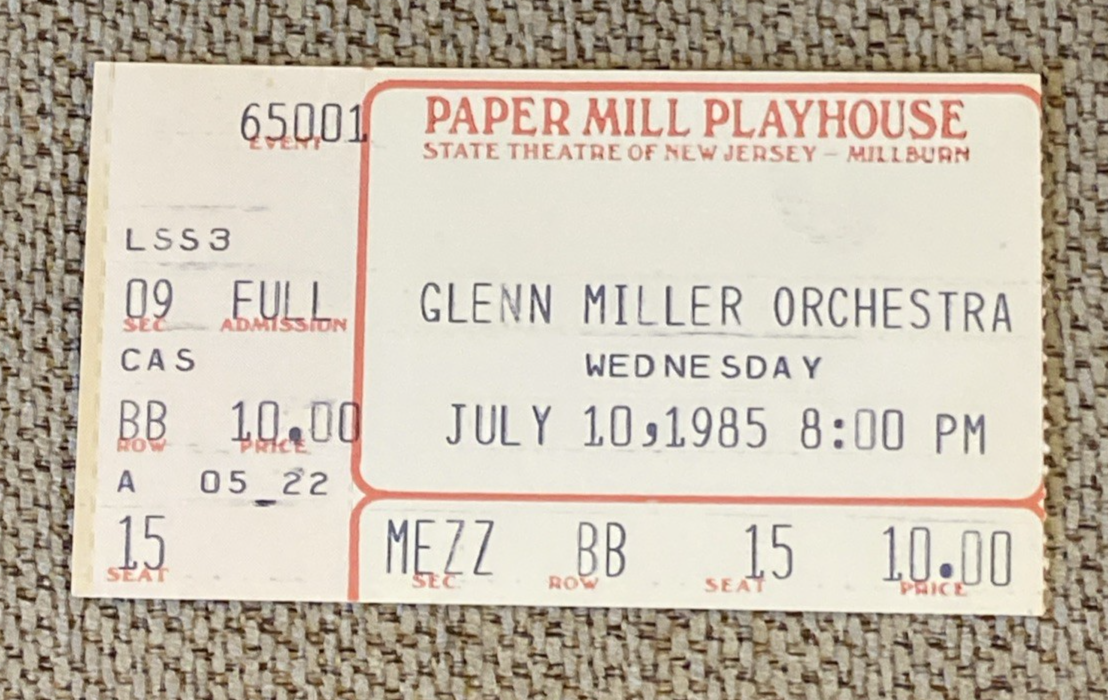 65001
EVENT
LSS3
09 FULL
SEC ADMISSION
CAS
BB 10.00
ROW PRICE
A 05 22
15
SEAT
PAPER MILL PLAYHOUSE
STATE THEATRE OF NEW JERSEY - MILLBURN
GLENN MILLER ORCHESTRA
WEDNESDAY
JULY 10,1985 8:00 PM
MEZZ BB 15 10.00
SEC ROW SEAT PRICE